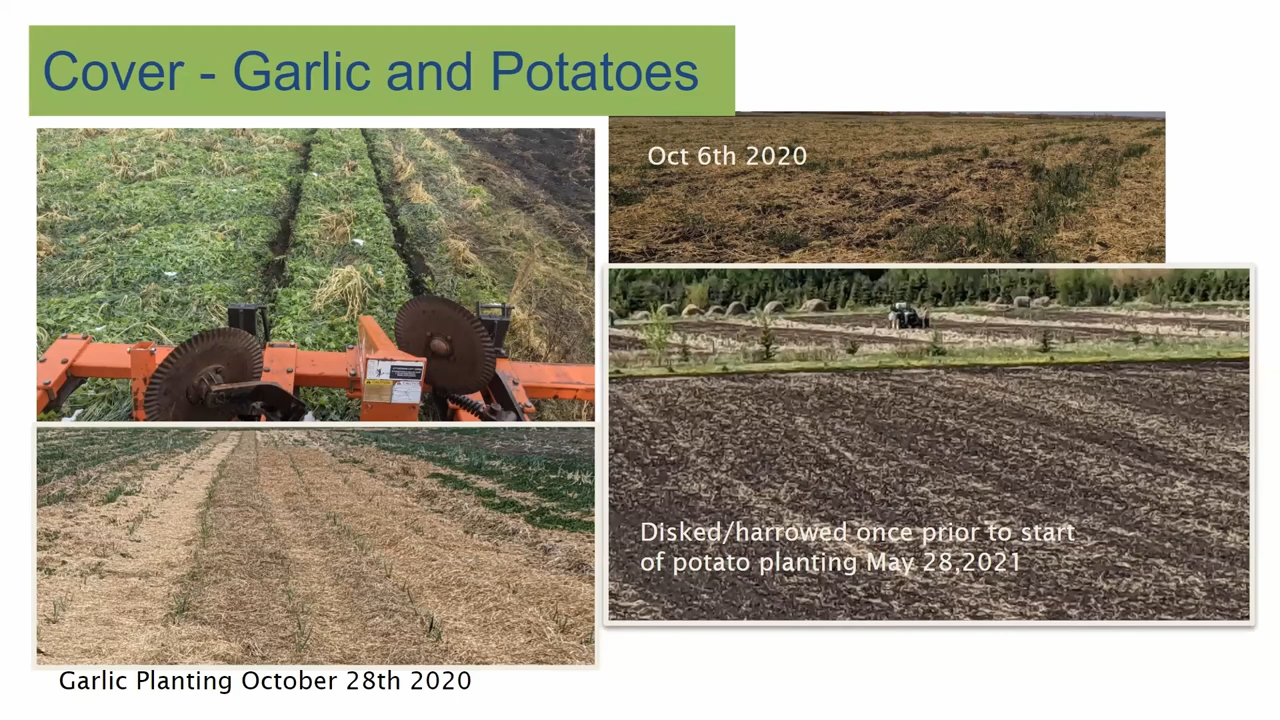 Cover - Garlic and Potatoes
Oct 6th 2020
Disked/harrowed once prior to start
of potato planting May 28,2021
Garlic Planting October 28th 2020